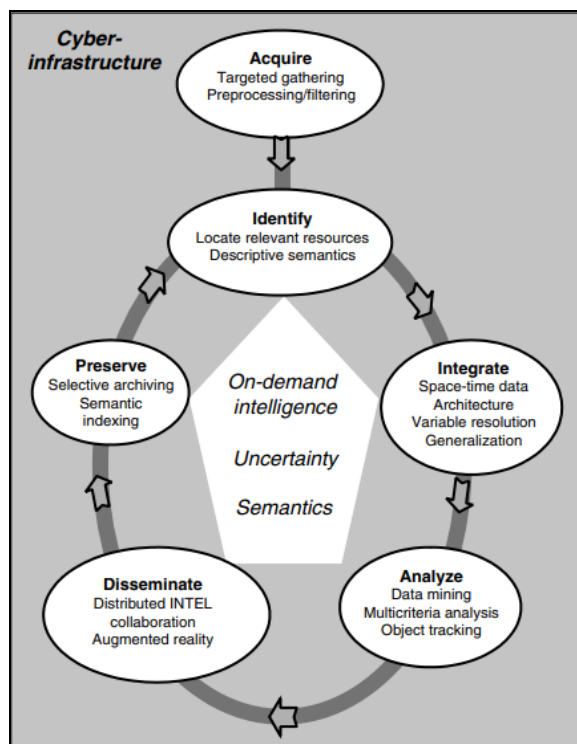 Cyber-
infrastructure
Acquire
Targeted gathering
Preprocessing/filtering
Identify
Locate relevant resources
Descriptive semantics
Preserve
Selective archiving
Semantic
indexing
On-demand
intelligence
Uncertainty
Semantics
Integrate
Space-time data
Architecture
Variable resolution
Generalization
Disseminate
Distributed INTEL
collaboration
Augmented reality
Analyze
Data mining
Multicriteria analysis
Object tracking